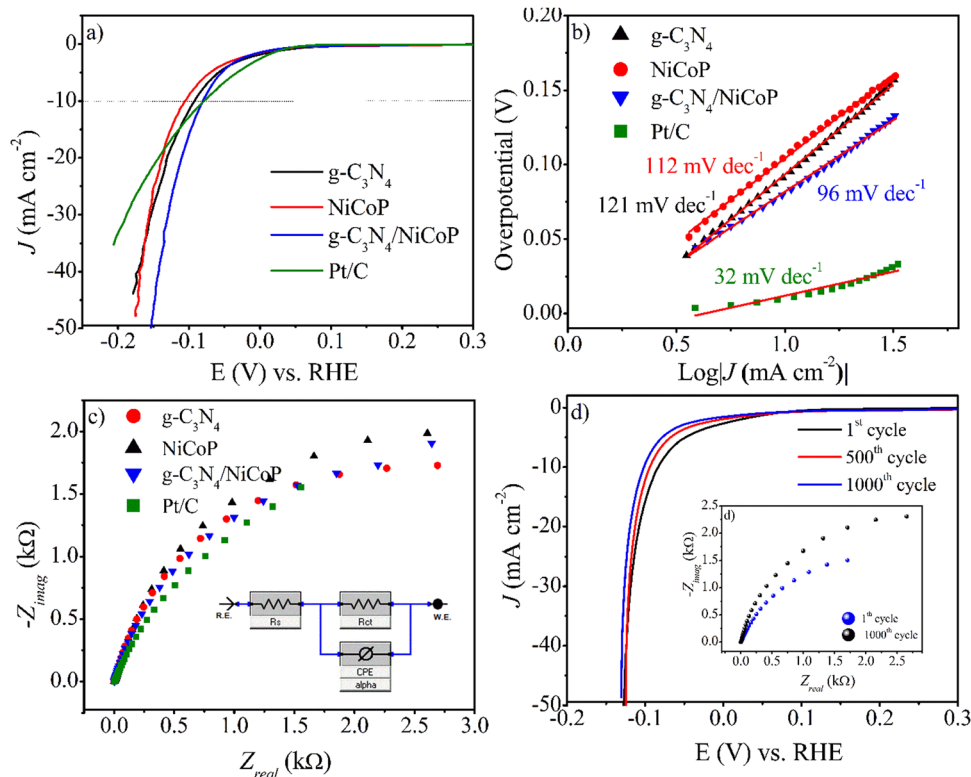 a)
0
-10
-20
-30
-40
-50
J (mA cm⁻²)
g-C₃N₄
NiCoP
g-C₃N₄/NiCoP
Pt/C
-0.2 -0.1 0.0 0.1 0.2 0.3
E (V) vs. RHE
b)
g-C₃N₄
NiCoP
g-C₃N₄/NiCoP
Pt/C
0.15
0.10
0.05
0.00
Overpotential (V)
112 mV dec⁻¹
121 mV dec⁻¹
96 mV dec⁻¹
32 mV dec⁻¹
0.0 0.5 1.0 1.5
Log|J (mA cm⁻²)|
c)
g-C₃N₄
NiCoP
g-C₃N₄/NiCoP
Pt/C
2.0
1.5
1.0
0.5
0.0
-Zimag (kΩ)
R.E.
Rs
Rct
W.E.
CPE
alpha
0.0 0.5 1.0 1.5 2.0 2.5 3.0
Zreal (kΩ)
d)
0
-10
-20
-30
-40
-50
J (mA cm⁻²)
1ˢᵗ cycle
500ᵗʰ cycle
1000ᵗʰ cycle
d)
2.5
2.0
1.5
1.0
0.5
0.0
-Zimag (kΩ)
1ᵗʰ cycle
1000ᵗʰ cycle
0.0 0.5 1.0 1.5 2.0 2.5
Zreal (kΩ)
-0.2 -0.1 0.0 0.1 0.2 0.3
E (V) vs. RHE